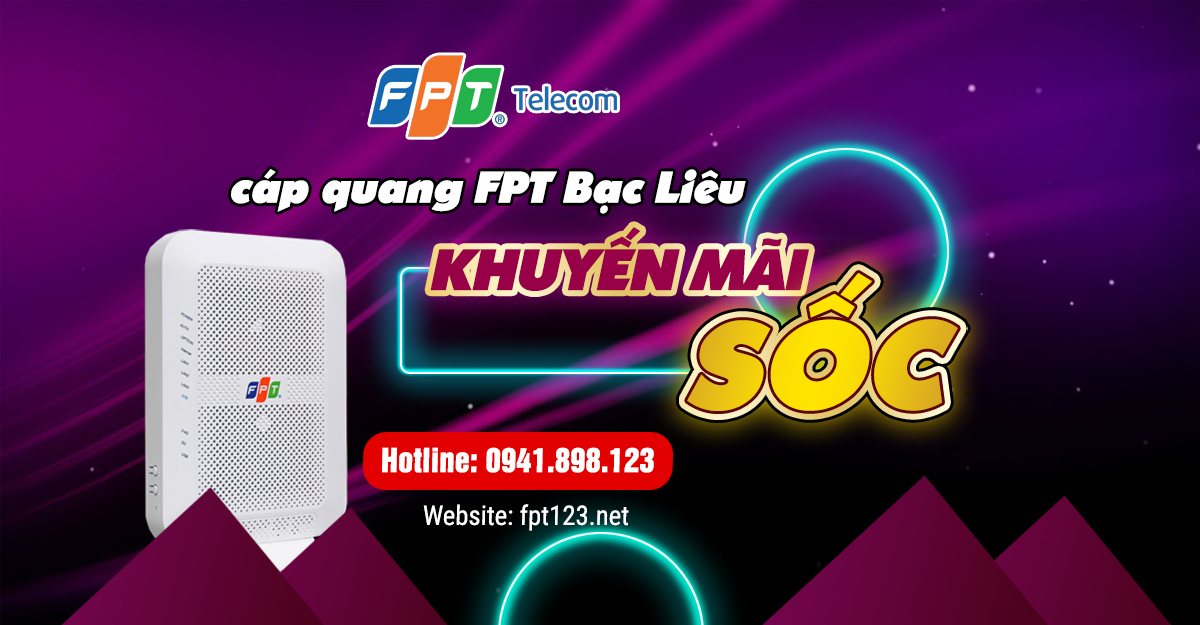 FPT® Telecom
cáp quang FPT Bạc Liêu
KHUYẾN MÃI
SỐC
FPT
Hotline: 0941.898.123
Website: fpt123.net